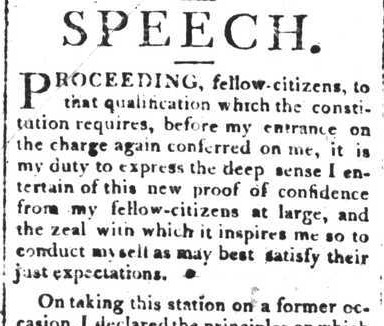 SPEECH.
PROCEEDING, fellow-citizens, to
that qualification which the consti-
tution requires, before my entrance on
the charge again conferred on me, it is
my duty to express the deep sense I en-
tertain of this new proof of confidence
from my fellow-citizens at large, and
the zeal with which it inspires me so to
conduct myself as may best satisfy their
just expectations.
On taking this station on a former oc-
casion, I declared the principles on which